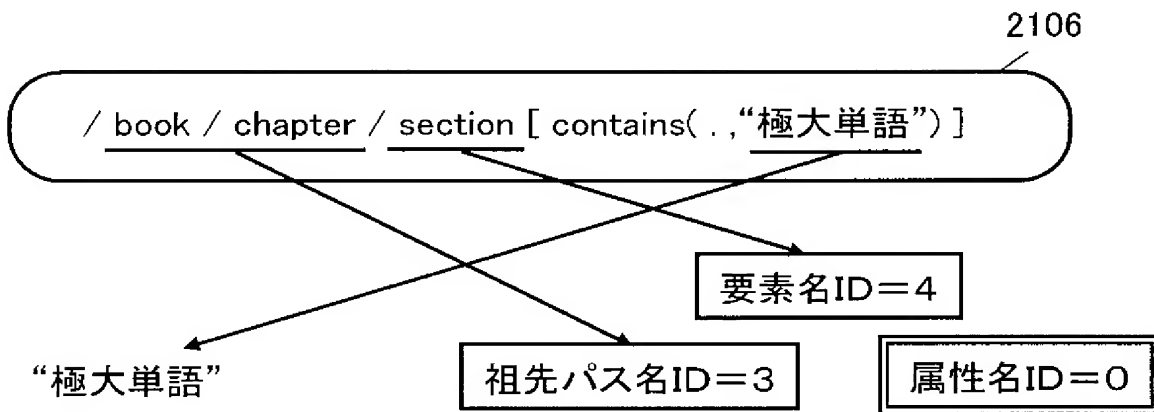 2106
/ book / chapter / section [ contains( . ,“極大単語”) ]
要素名ID=4
“極大単語”
祖先パス名ID=3
属性名ID=0